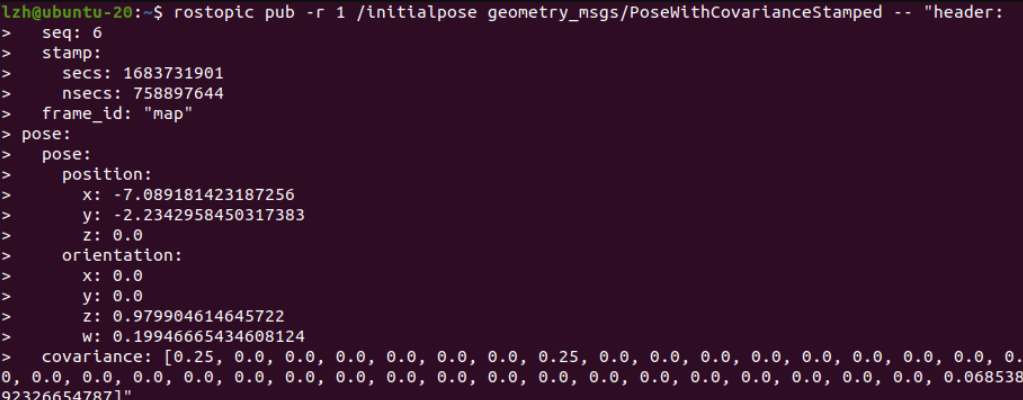 lzh@ubuntu-20:~$ rostopic pub -r 1 /initialpose geometry_msgs/PoseWithCovarianceStamped -- "header:
>   seq: 6
>   stamp:
>     secs: 1683731901
>     nsecs: 758897644
>   frame_id: "map"
> pose:
>   pose:
>     position:
>       x: -7.089181423187256
>       y: -2.2342958450317383
>       z: 0.0
>     orientation:
>       x: 0.0
>       y: 0.0
>       z: 0.979904614645722
>       w: 0.19946665434608124
>   covariance: [0.25, 0.0, 0.0, 0.0, 0.0, 0.0, 0.0, 0.25, 0.0, 0.0, 0.0, 0.0, 0.0, 0.0, 0.0, 0.0, 0.
0, 0.0, 0.0, 0.0, 0.0, 0.0, 0.0, 0.0, 0.0, 0.0, 0.0, 0.0, 0.0, 0.0, 0.0, 0.0, 0.0, 0.0, 0.0, 0.068538
92326654787]"